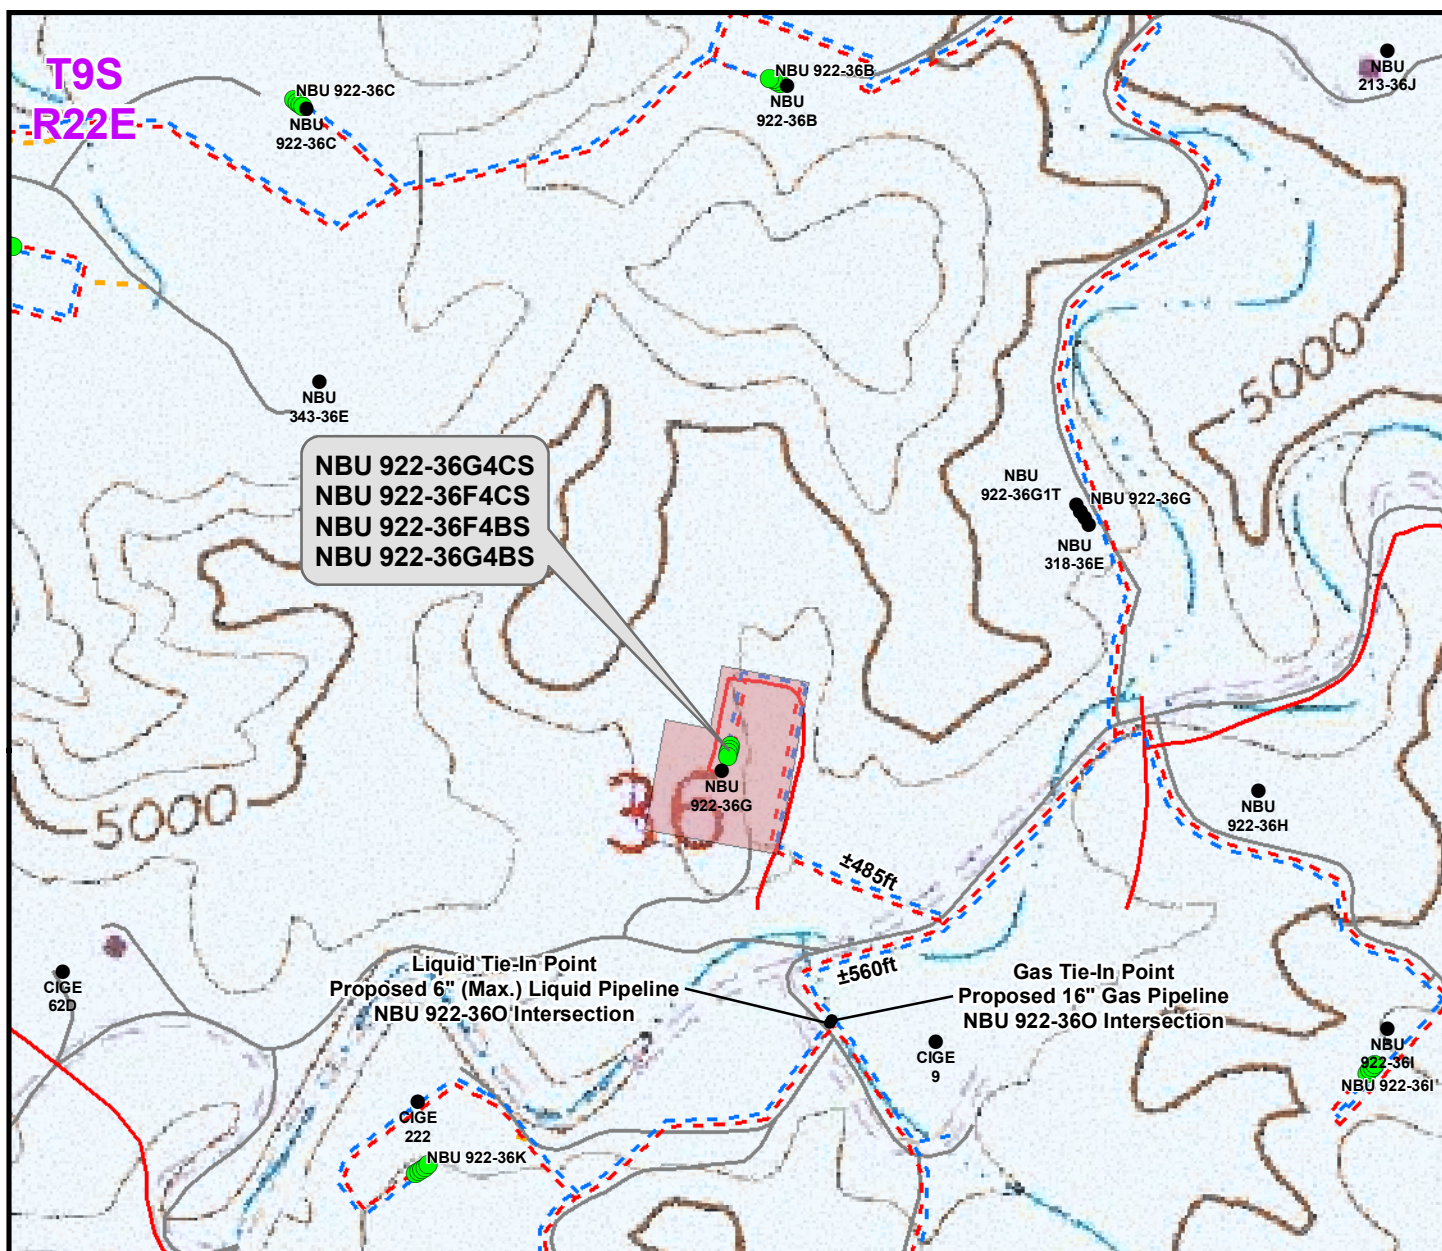 T9S
R22E
NBU 922-36C
NBU
922-36C
NBU 922-36B
NBU
922-36B
NBU
213-36J
NBU
343-36E
5000
NBU 922-36G4CS
NBU 922-36F4CS
NBU 922-36F4BS
NBU 922-36G4BS
NBU
922-36G1T
NBU 922-36G
NBU
318-36E
36
NBU
922-36G
5000
NBU
922-36H
±485ft
±560ft
CIGE
62D
Liquid Tie-In Point
Proposed 6" (Max.) Liquid Pipeline
NBU 922-36O Intersection
Gas Tie-In Point
Proposed 16" Gas Pipeline
NBU 922-36O Intersection
CIGE
9
NBU
922-36I
NBU 922-36I
CIGE
222
NBU 922-36K